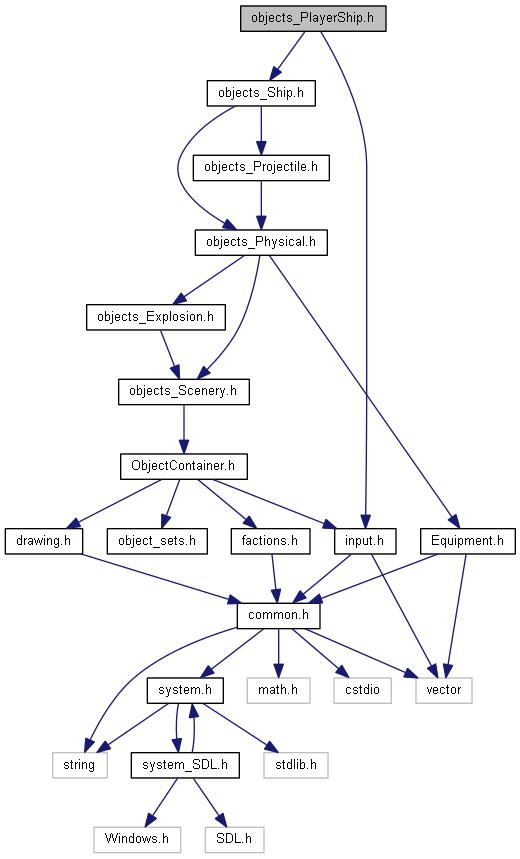 objects_PlayerShip.h
objects_Ship.h
objects_Projectile.h
objects_Physical.h
objects_Explosion.h
objects_Scenery.h
ObjectContainer.h
drawing.h
object_sets.h
factions.h
input.h
Equipment.h
common.h
system.h
math.h
cstdio
vector
string
system_SDL.h
stdlib.h
Windows.h
SDL.h